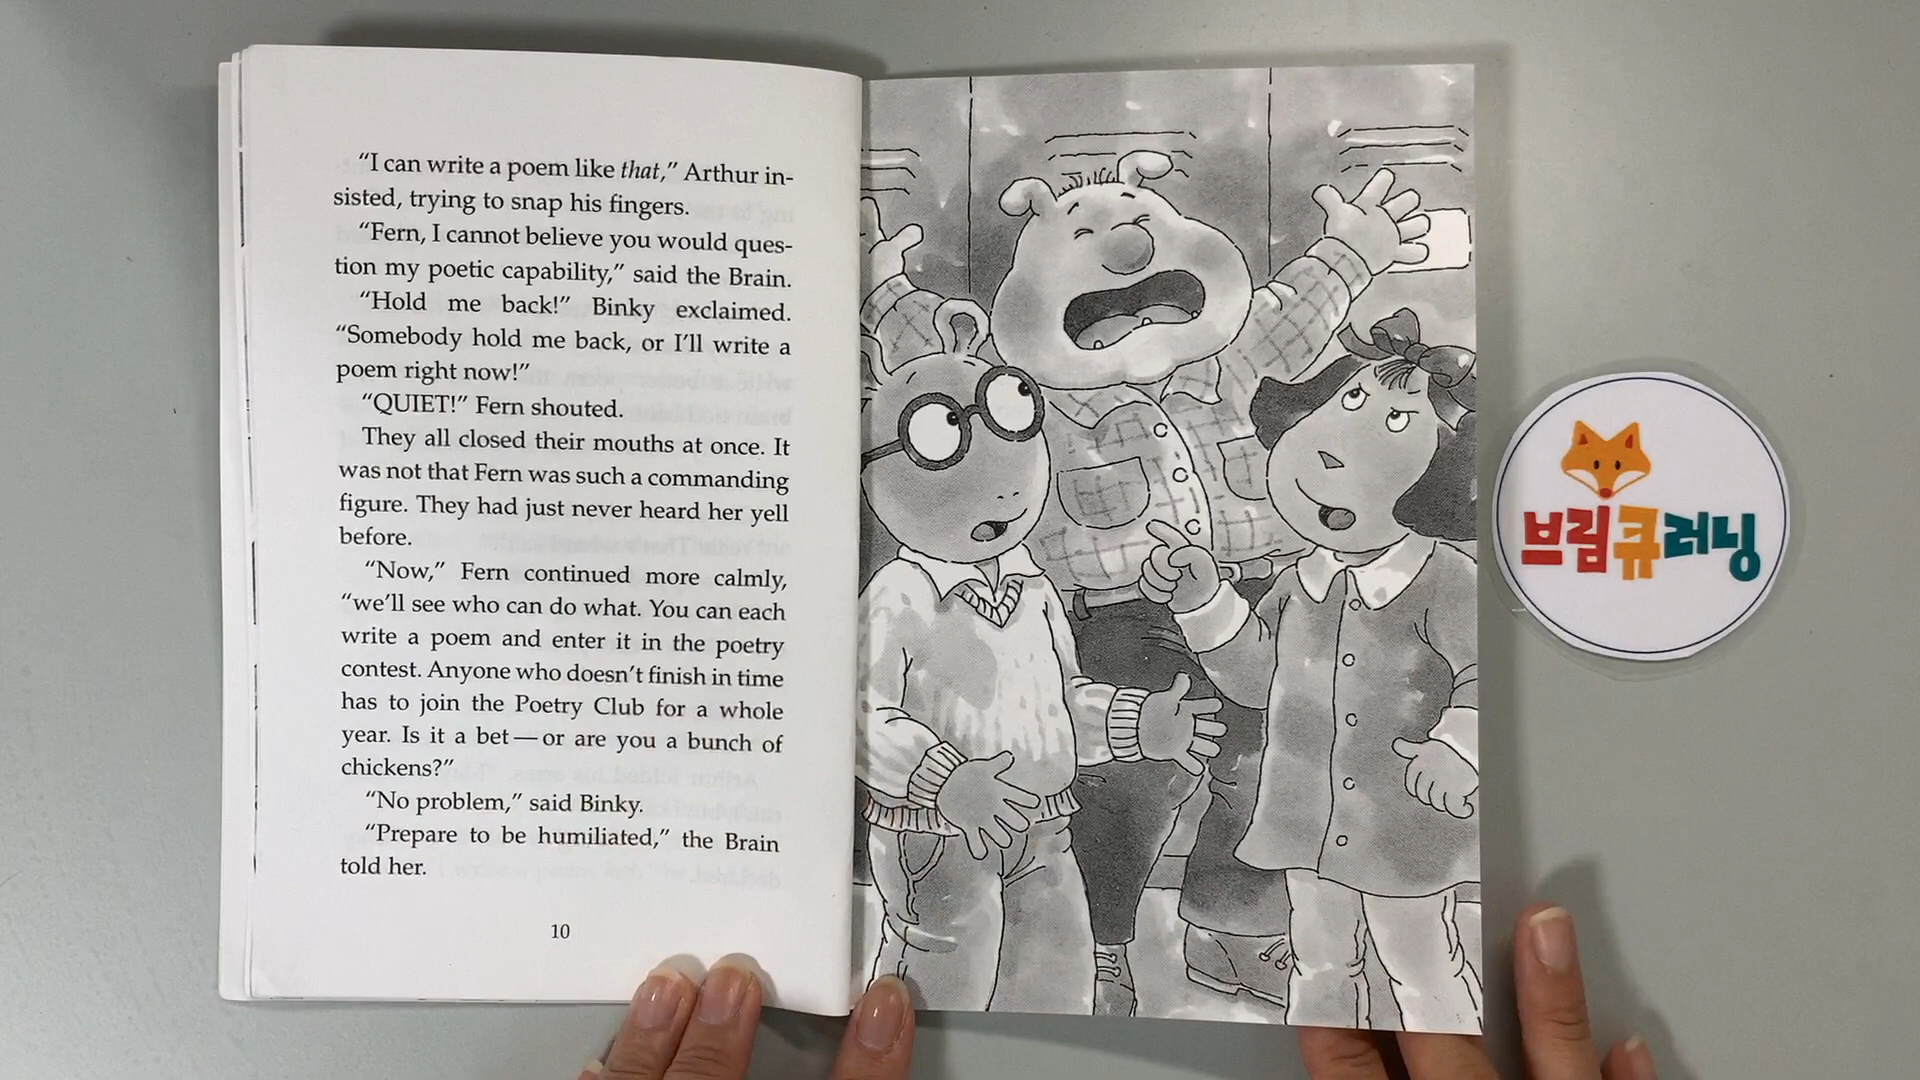 “I can write a poem like that,” Arthur in-
sisted, trying to snap his fingers.
“Fern, I cannot believe you would ques-
tion my poetic capability,” said the Brain.
“Hold me back!” Binky exclaimed.
“Somebody hold me back, or I’ll write a
poem right now!”
“QUIET!” Fern shouted.
They all closed their mouths at once. It
was not that Fern was such a commanding
figure. They had just never heard her yell
before.
“Now,” Fern continued more calmly,
“we’ll see who can do what. You can each
write a poem and enter it in the poetry
contest. Anyone who doesn’t finish in time
has to join the Poetry Club for a whole
year. Is it a bet — or are you a bunch of
chickens?”
“No problem,” said Binky.
“Prepare to be humiliated,” the Brain
told her.
10
브림큐러닝